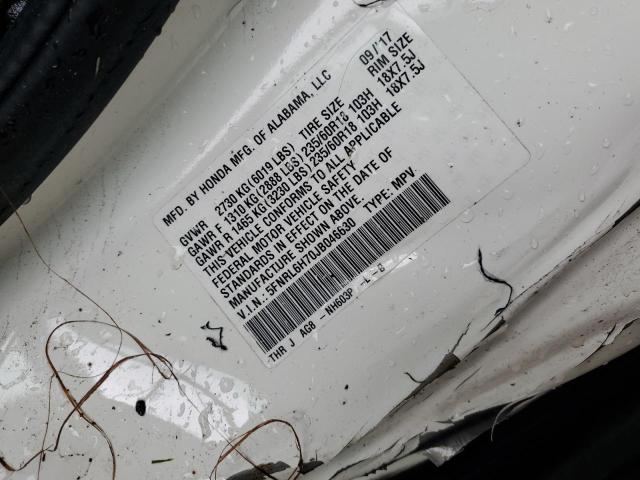 MFD. BY HONDA MFG. OF ALABAMA, LLC 09/17
GVWR 2730 KG (6019 LBS) TIRE SIZE RIM SIZE
GAWR F 1310 KG (2888 LBS) 235/60R18 103H 18X7.5J
GAWR R 1465 KG (3230 LBS) 235/60R18 103H 18X7.5J
THIS VEHICLE CONFORMS TO ALL APPLICABLE
FEDERAL MOTOR VEHICLE SAFETY
STANDARDS IN EFFECT ON THE DATE OF
MANUFACTURE SHOWN ABOVE.
V.I.N.: 5FNRL6H70JB046639 TYPE: MPV
THR J AG8 -NH603P -L -B